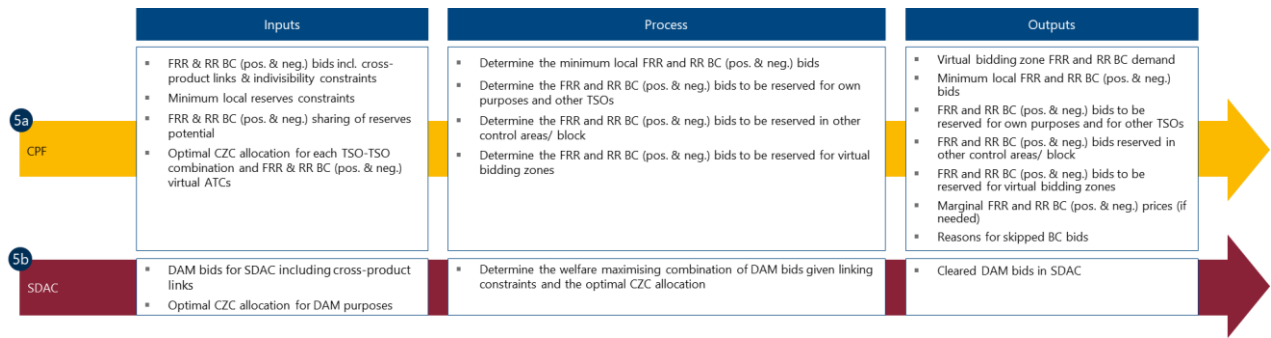 Inputs
Process
Outputs
5a
CPF
▪ FRR & RR BC (pos. & neg.) bids incl. cross-
product links & indivisibility constraints
▪ Minimum local reserves constraints
▪ FRR & RR BC (pos. & neg.) sharing of reserves
potential
▪ Optimal CZC allocation for each TSO-TSO
combination and FRR & RR BC (pos. & neg.)
virtual ATCs
▪ Determine the minimum local FRR and RR BC (pos. & neg.) bids
▪ Determine the FRR and RR BC (pos. & neg.) bids to be reserved for own
purposes and other TSOs
▪ Determine the FRR and RR BC (pos. & neg.) bids to be reserved in other
control areas/ block
▪ Determine the FRR and RR BC (pos. & neg.) bids to be reserved for virtual
bidding zones
▪ Virtual bidding zone FRR and RR BC demand
▪ Minimum local FRR and RR BC (pos. & neg.)
bids
▪ FRR and RR BC (pos. & neg.) bids to be
reserved for own purposes and for other TSOs
▪ FRR and RR BC (pos. & neg.) bids reserved in
other control areas/ block
▪ FRR and RR BC (pos. & neg.) bids to be
reserved for virtual bidding zones
▪ Marginal FRR and RR BC (pos. & neg.) prices (if
needed)
▪ Reasons for skipped BC bids
5b
SDAC
▪ DAM bids for SDAC including cross-product
links
▪ Optimal CZC allocation for DAM purposes
▪ Determine the welfare maximising combination of DAM bids given linking
constraints and the optimal CZC allocation
▪ Cleared DAM bids in SDAC